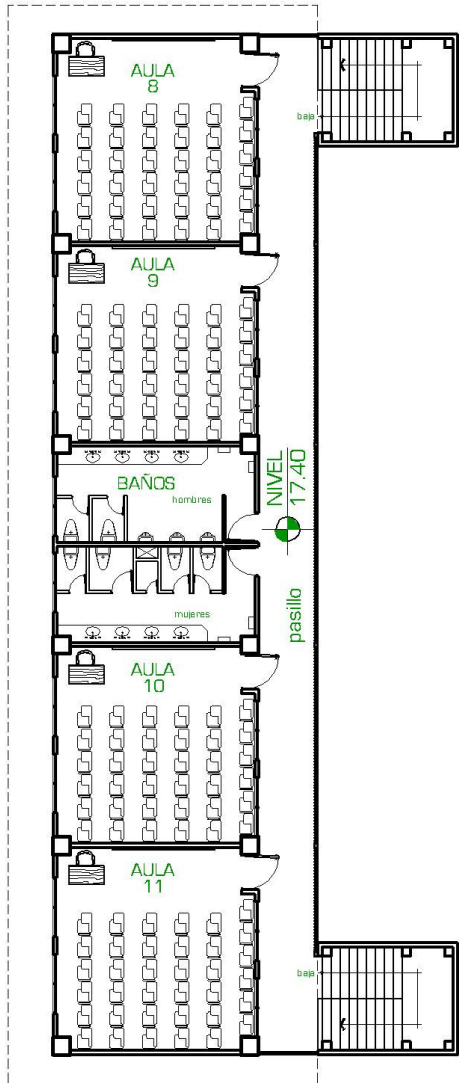 AULA
8
baja
AULA
9
BAÑOS
hombres
NIVEL
17.40
mujeres
pasillo
AULA
10
AULA
11
baja